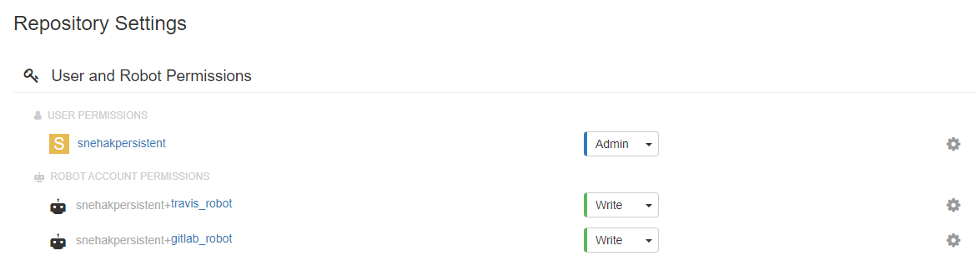 Repository Settings
User and Robot Permissions
USER PERMISSIONS
S snehakpersistent Admin
ROBOT ACCOUNT PERMISSIONS
snehakpersistent+travis_robot Write
snehakpersistent+gitlab_robot Write